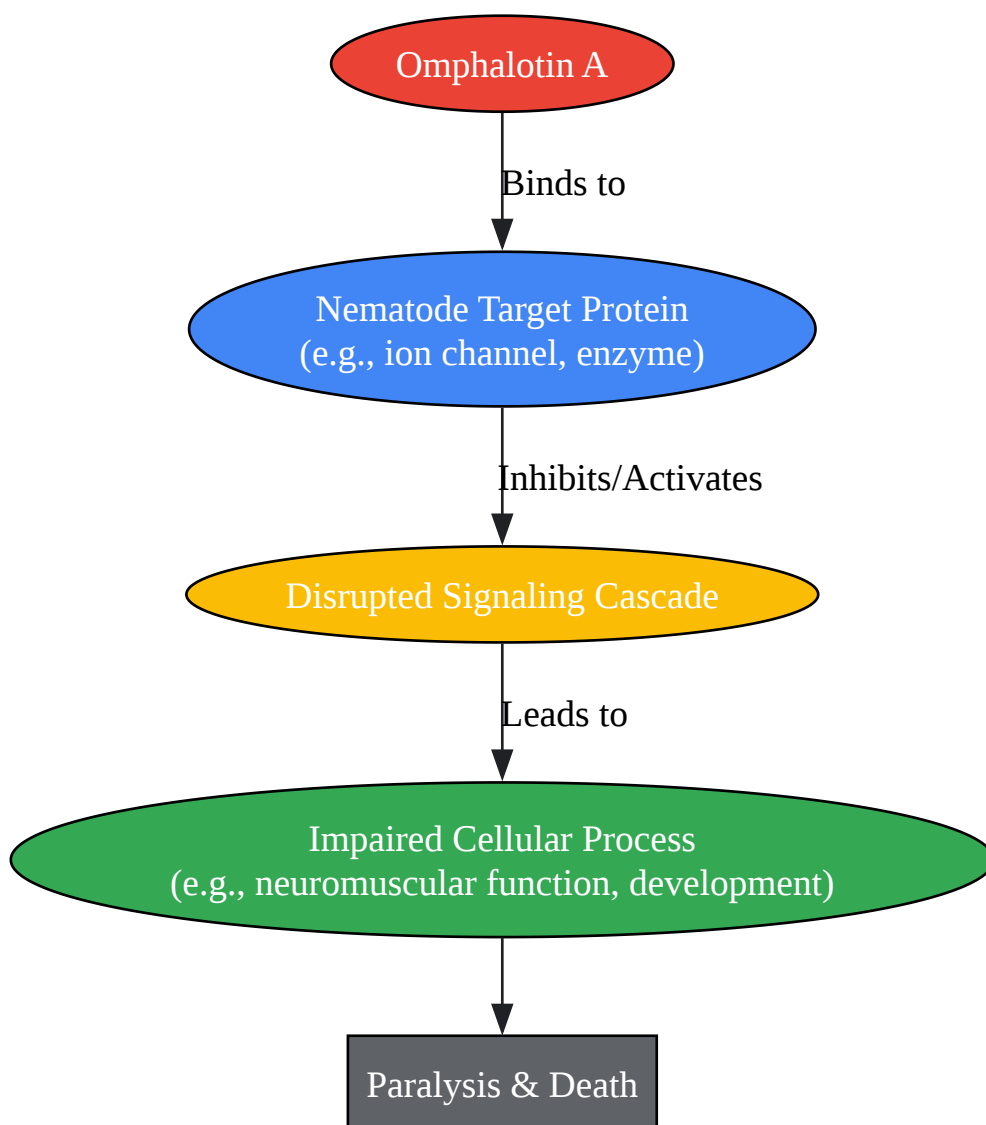 Omphalotin A
Binds to
Nematode Target Protein
(e.g., ion channel, enzyme)
Inhibits/Activates
Disrupted Signaling Cascade
Leads to
Impaired Cellular Process
(e.g., neuromuscular function, development)
Paralysis & Death